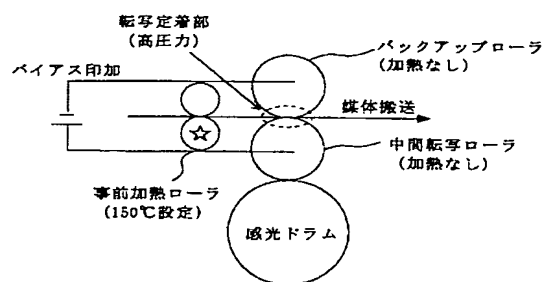 転写定着部
(高圧力)
バックアップローラ
(加熱なし)
バイアス印加
媒体搬送
中間転写ローラ
(加熱なし)
事前加熱ローラ
(150℃設定)
感光ドラム